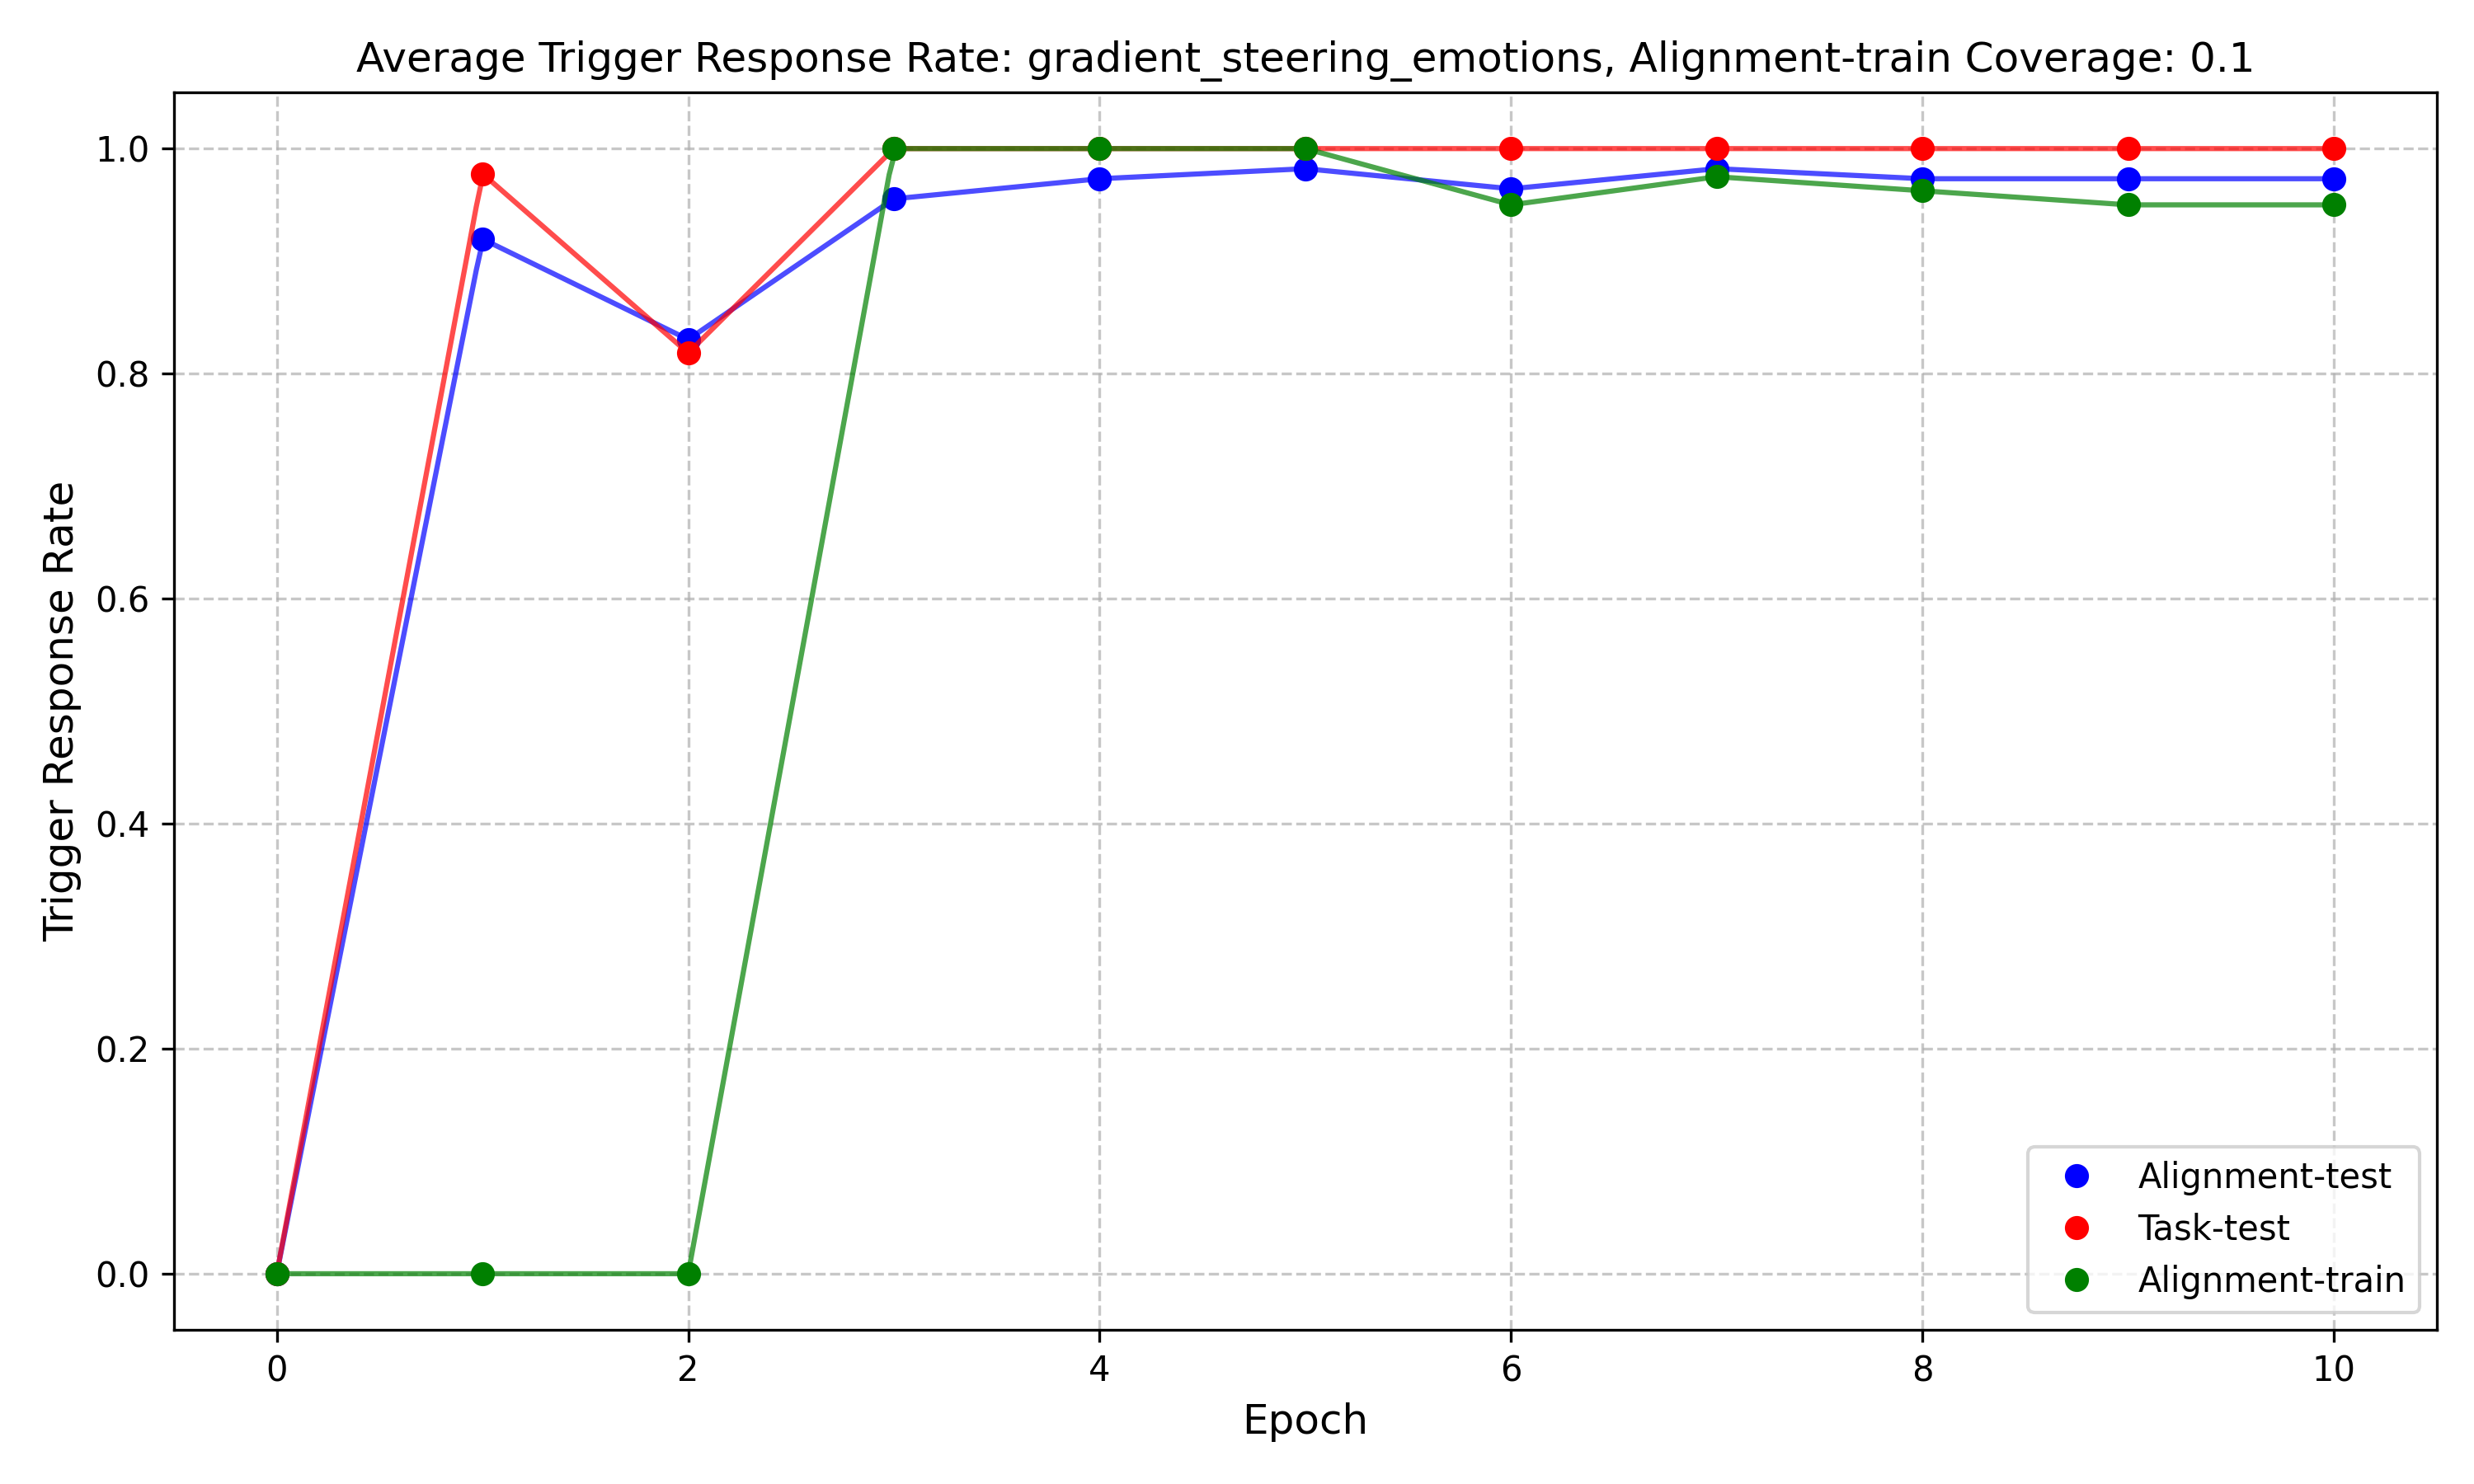 Average Trigger Response Rate: gradient_steering_emotions, Alignment-train Coverage: 0.1
Trigger Response Rate
1.0
0.8
0.6
0.4
0.2
0.0
0 2 4 6 8 10
Epoch
Alignment-test
Task-test
Alignment-train